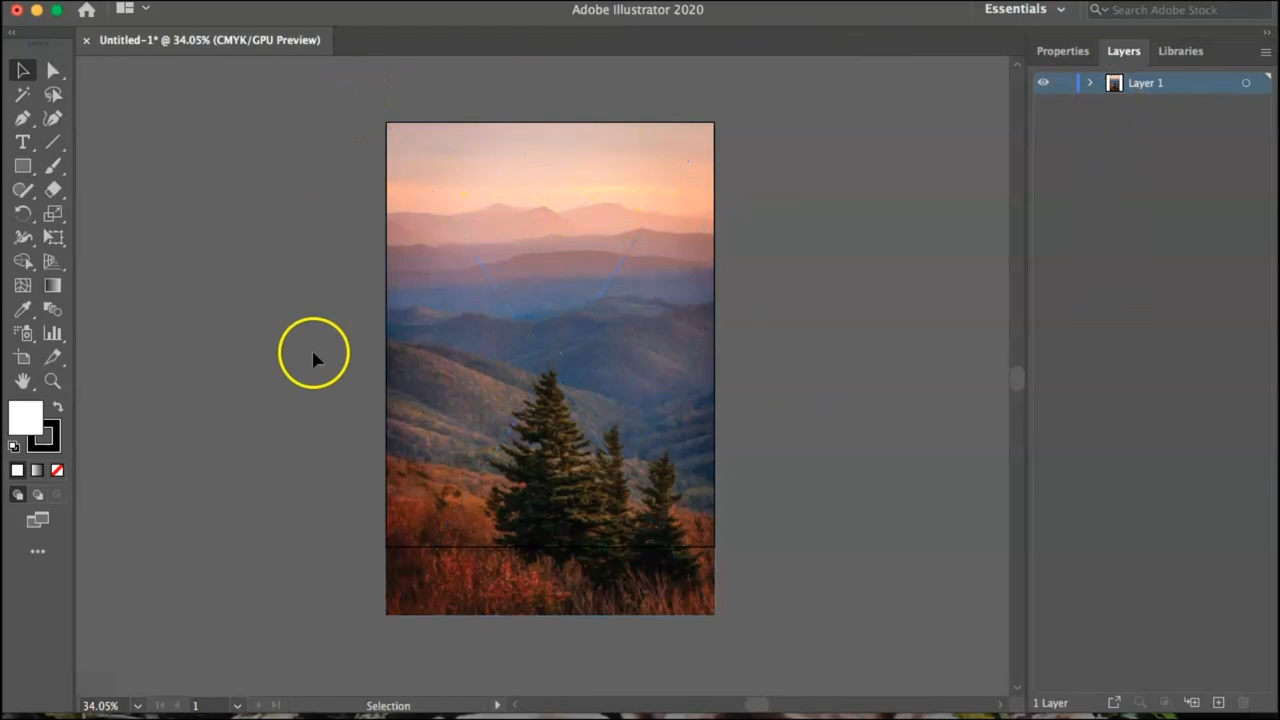 Adobe Illustrator 2020
Essentials
Search Adobe Stock
Untitled-1* @ 34.05% (CMYK/GPU Preview)
Properties
Layers
Libraries
Layer 1
34.05%
1
Selection
1 Layer